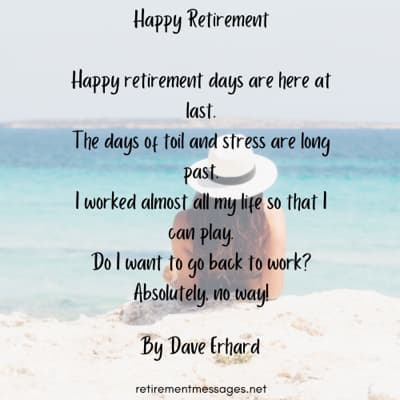 Happy Retirement
Happy retirement days are here at
last.
The days of toil and stress are long
past.
I worked almost all my life so that I
can play.
Do I want to go back to work?
Absolutely, no way!
By Dave Erhard
retirementmessages.net